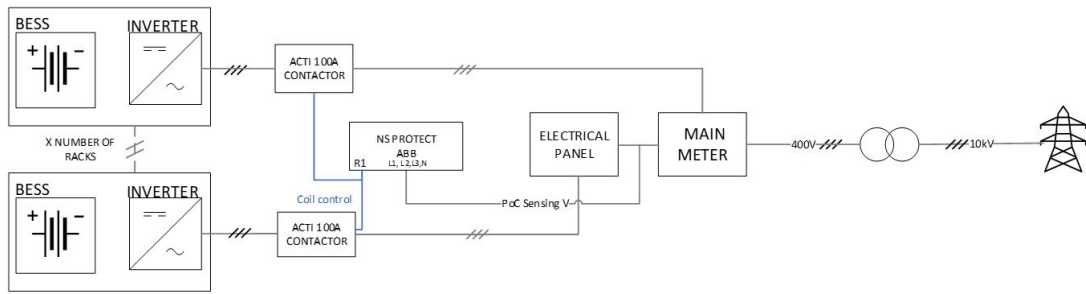 BESS
INVERTER
+ −
ACTI 100A
CONTACTOR
X NUMBER OF
RACKS
NS PROTECT
ABB
R1
L1, L2,L3,N
ELECTRICAL
PANEL
MAIN
METER
400V
10kV
Coil control
PoC Sensing V
BESS
INVERTER
+ −
ACTI 100A
CONTACTOR